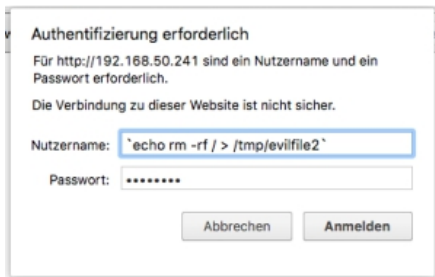 Authentifizierung erforderlich
Für http://192.168.50.241 sind ein Nutzername und ein
Passwort erforderlich.
Die Verbindung zu dieser Website ist nicht sicher.
Nutzername: `echo rm -rf / > /tmp/evilfile2`
Passwort: ••••••••
Abbrechen Anmelden